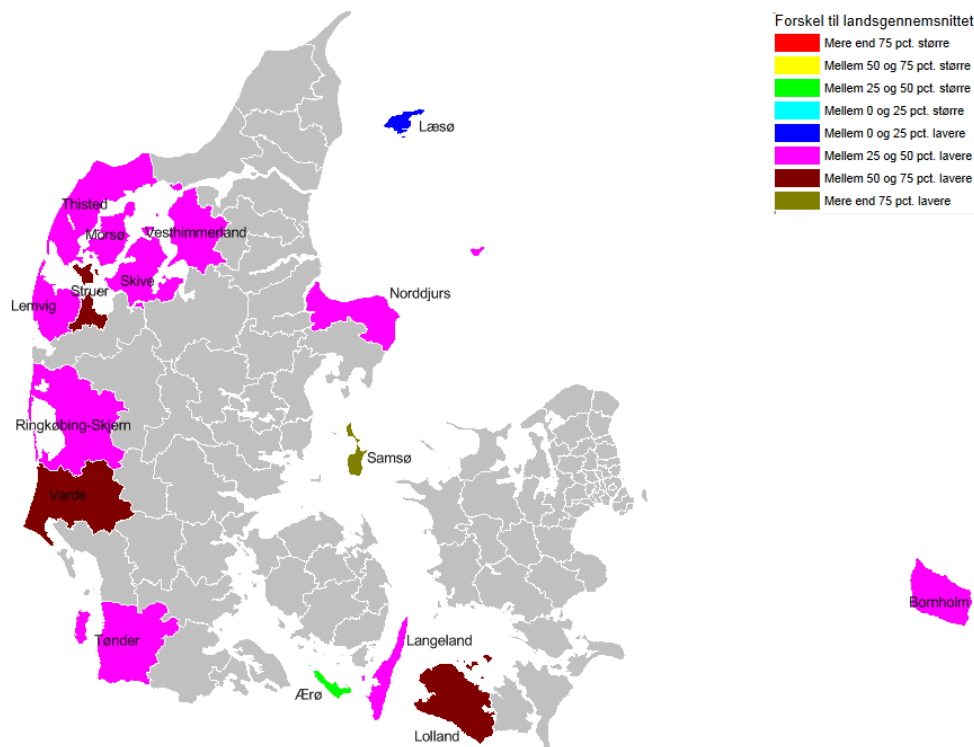 Forskel til landsgennemsnittet
Mere end 75 pct. større
Mellem 50 og 75 pct. større
Mellem 25 og 50 pct. større
Mellem 0 og 25 pct. større
Mellem 0 og 25 pct. lavere
Mellem 25 og 50 pct. lavere
Mellem 50 og 75 pct. lavere
Mere end 75 pct. lavere
Læsø
Thisted
Morsø
Vesthimmerland
Skive
Struer
Lemvig
Norddjurs
Ringkøbing-Skjern
Samsø
Varde
Bornholm
Tønder
Langeland
Ærø
Lolland